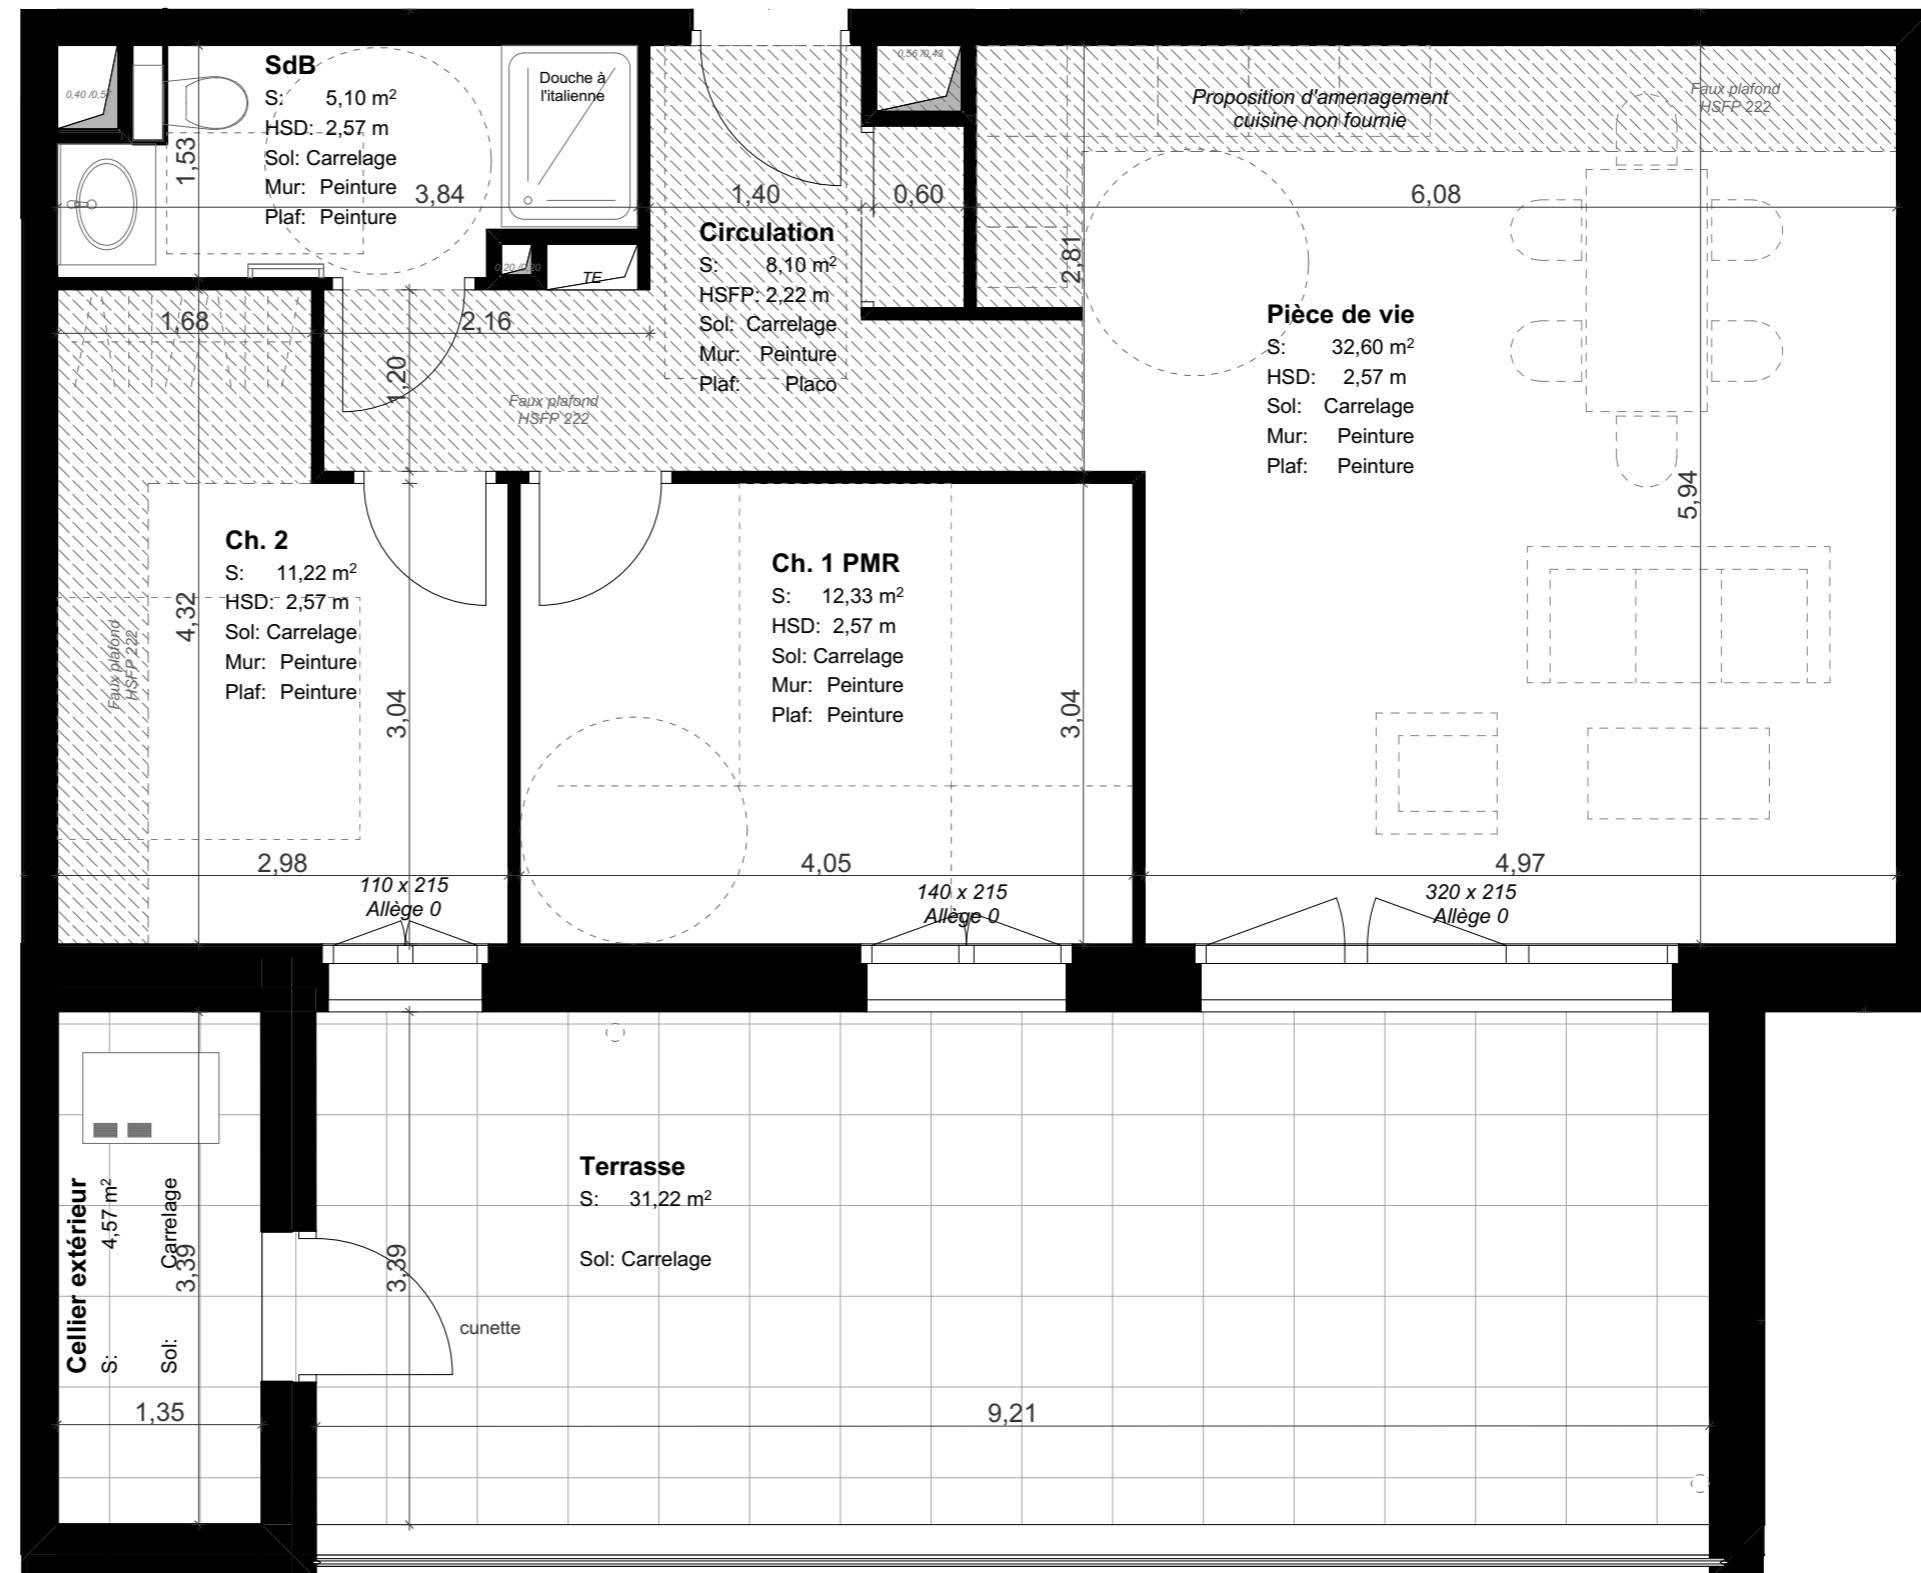 SdB
S: 5,10 m²
HSD: 2,57 m
Sol: Carrelage
Mur: Peinture
Plaf: Peinture
1,53
3,84
Douche à
l'italienne
0,20 /0,20
TE
1,40
0,60
Circulation
S: 8,10 m²
HSFP: 2,22 m
Sol: Carrelage
Mur: Peinture
Plaf: Placo
0,56 /0,43
Proposition d'amenagement
cuisine non fournie
Faux plafond
HSFP 222
6,08
2,81
Pièce de vie
S: 32,60 m²
HSD: 2,57 m
Sol: Carrelage
Mur: Peinture
Plaf: Peinture
5,94
1,68
2,16
1,20
Faux plafond
HSFP 222
Ch. 2
S: 11,22 m²
HSD: 2,57 m
Sol: Carrelage
Mur: Peinture
Plaf: Peinture
Faux plafond
HSFP 222
4,32
3,04
Ch. 1 PMR
S: 12,33 m²
HSD: 2,57 m
Sol: Carrelage
Mur: Peinture
Plaf: Peinture
3,04
2,98
4,05
4,97
110 x 215
Allège 0
140 x 215
Allège 0
320 x 215
Allège 0
Cellier extérieur
S: 4,57 m²
Sol: Carrelage
3,39
3,39
1,35
Terrasse
S: 31,22 m²
Sol: Carrelage
cunette
9,21